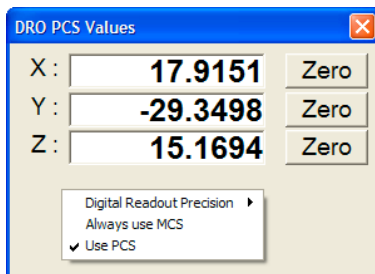 DRO PCS Values
X : 17.9151 Zero
Y : -29.3498 Zero
Z : 15.1694 Zero
Digital Readout Precision
Always use MCS
Use PCS